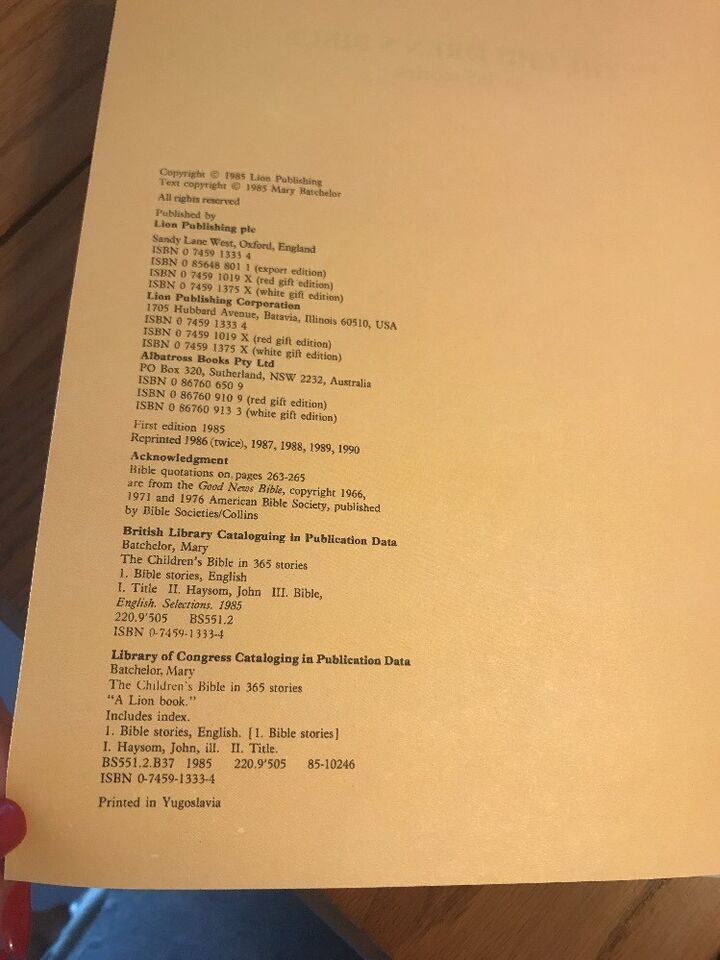 Copyright © 1985 Lion Publishing
Text copyright © 1985 Mary Batchelor
All rights reserved
Published by
Lion Publishing plc
Sandy Lane West, Oxford, England
ISBN 0 7459 1333 4
ISBN 0 85648 801 1 (export edition)
ISBN 0 7459 1019 X (red gift edition)
ISBN 0 7459 1375 X (white gift edition)
Lion Publishing Corporation
1705 Hubbard Avenue, Batavia, Illinois 60510, USA
ISBN 0 7459 1333 4
ISBN 0 7459 1019 X (red gift edition)
ISBN 0 7459 1375 X (white gift edition)
Albatross Books Pty Ltd
PO Box 320, Sutherland, NSW 2232, Australia
ISBN 0 86760 650 9
ISBN 0 86760 910 9 (red gift edition)
ISBN 0 86760 913 3 (white gift edition)
First edition 1985
Reprinted 1986 (twice), 1987, 1988, 1989, 1990
Acknowledgment
Bible quotations on pages 263-265
are from the Good News Bible, copyright 1966,
1971 and 1976 American Bible Society, published
by Bible Societies/Collins
British Library Cataloguing in Publication Data
Batchelor, Mary
The Children's Bible in 365 stories
1. Bible stories, English
I. Title II. Haysom, John III. Bible,
English. Selections. 1985
220.9'505 BS551.2
ISBN 0-7459-1333-4
Library of Congress Cataloging in Publication Data
Batchelor, Mary
The Children's Bible in 365 stories
"A Lion book."
Includes index.
1. Bible stories, English. [1. Bible stories]
I. Haysom, John, ill. II. Title.
BS551.2.B37 1985 220.9'505 85-10246
ISBN 0-7459-1333-4
Printed in Yugoslavia